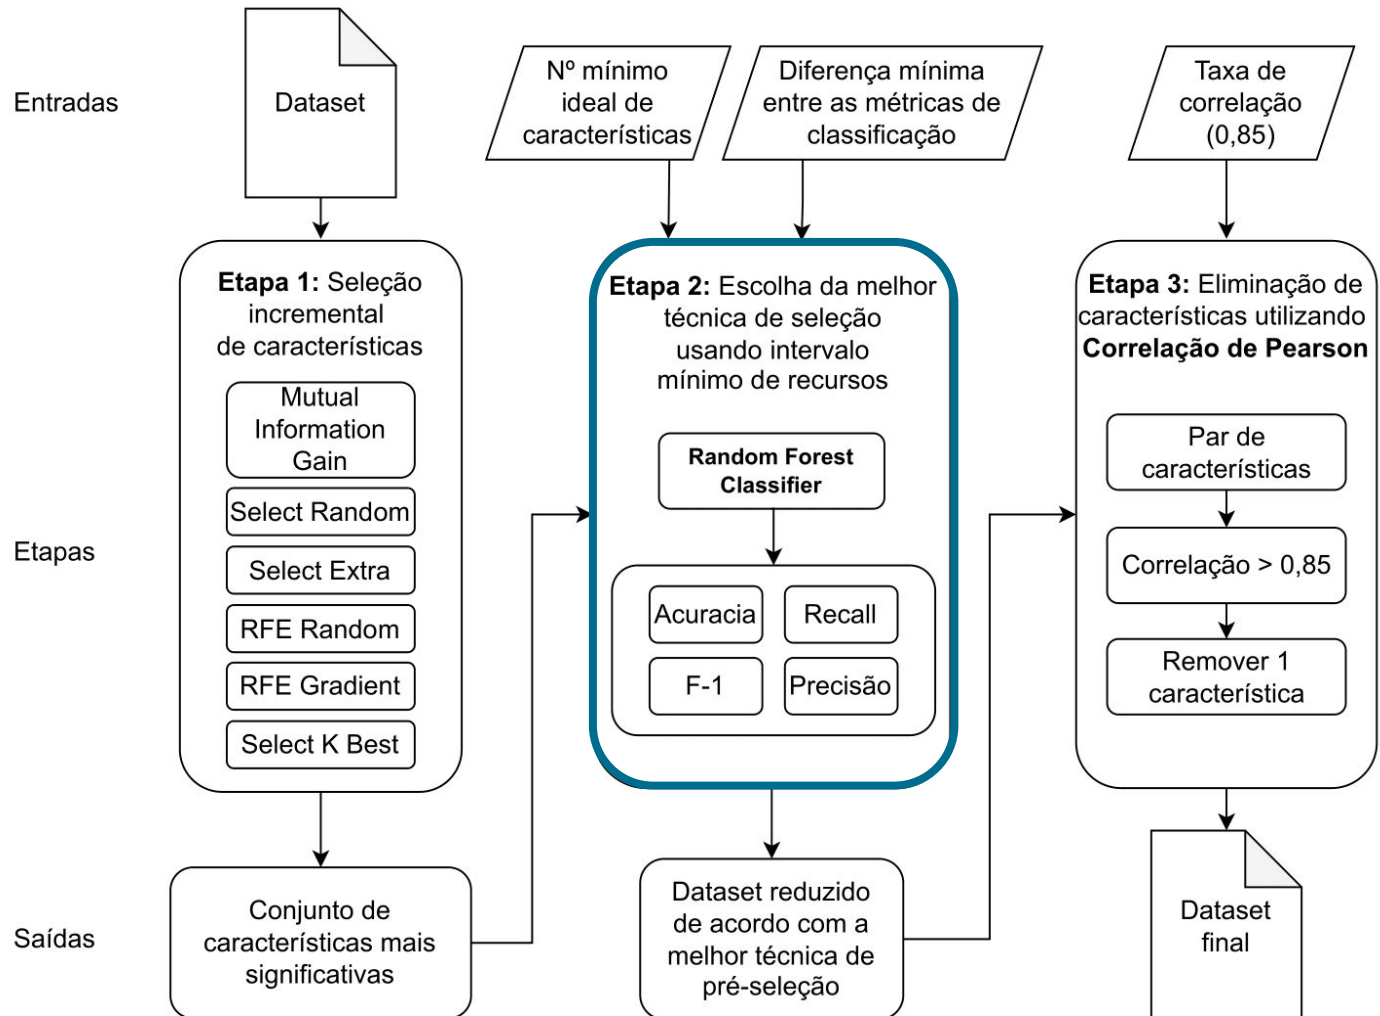 Entradas
Dataset
Nº mínimo
ideal de
característícas
Diferença mínima
entre as métricas de
classificação
Taxa de
correlação
(0,85)
Etapas
Etapa 1: Seleção
incremental
de características
Mutual
Information
Gain
Select Random
Select Extra
RFE Random
RFE Gradient
Select K Best
Etapa 2: Escolha da melhor
técnica de seleção
usando intervalo
mínimo de recursos
Random Forest
Classifier
Acuracia
Recall
F-1
Precisão
Etapa 3: Eliminação de
características utilizando
Correlação de Pearson
Par de
características
Correlação > 0,85
Remover 1
característica
Saídas
Conjunto de
características mais
significativas
Dataset reduzido
de acordo com a
melhor técnica de
pré-seleção
Dataset
final